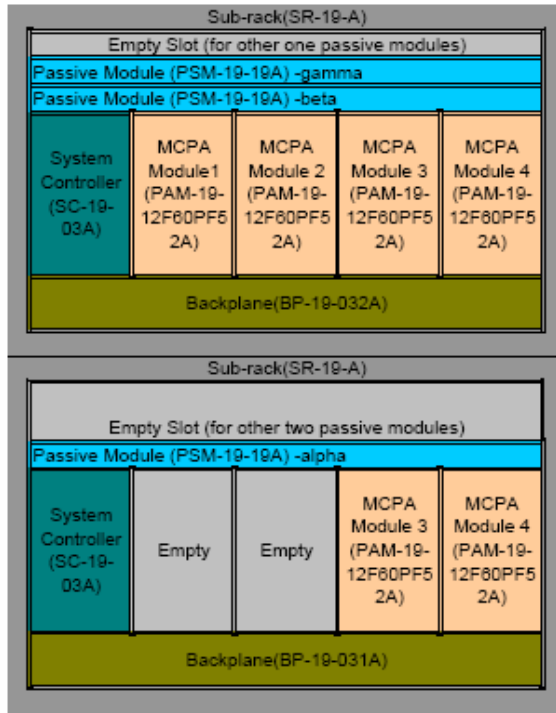 Sub-rack(SR-19-A)
Empty Slot (for other one passive modules)
Passive Module (PSM-19-19A) -gamma
Passive Module (PSM-19-19A) -beta
System
Controller
(SC-19-
03A)
MCPA
Module1
(PAM-19-
12F60PF5
2A)
MCPA
Module 2
(PAM-19-
12F60PF5
2A)
MCPA
Module 3
(PAM-19-
12F60PF5
2A)
MCPA
Module 4
(PAM-19-
12F60PF5
2A)
Backplane(BP-19-032A)
Sub-rack(SR-19-A)
Empty Slot (for other two passive modules)
Passive Module (PSM-19-19A) -alpha
System
Controller
(SC-19-
03A)
Empty
Empty
MCPA
Module 3
(PAM-19-
12F60PF5
2A)
MCPA
Module 4
(PAM-19-
12F60PF5
2A)
Backplane(BP-19-031A)